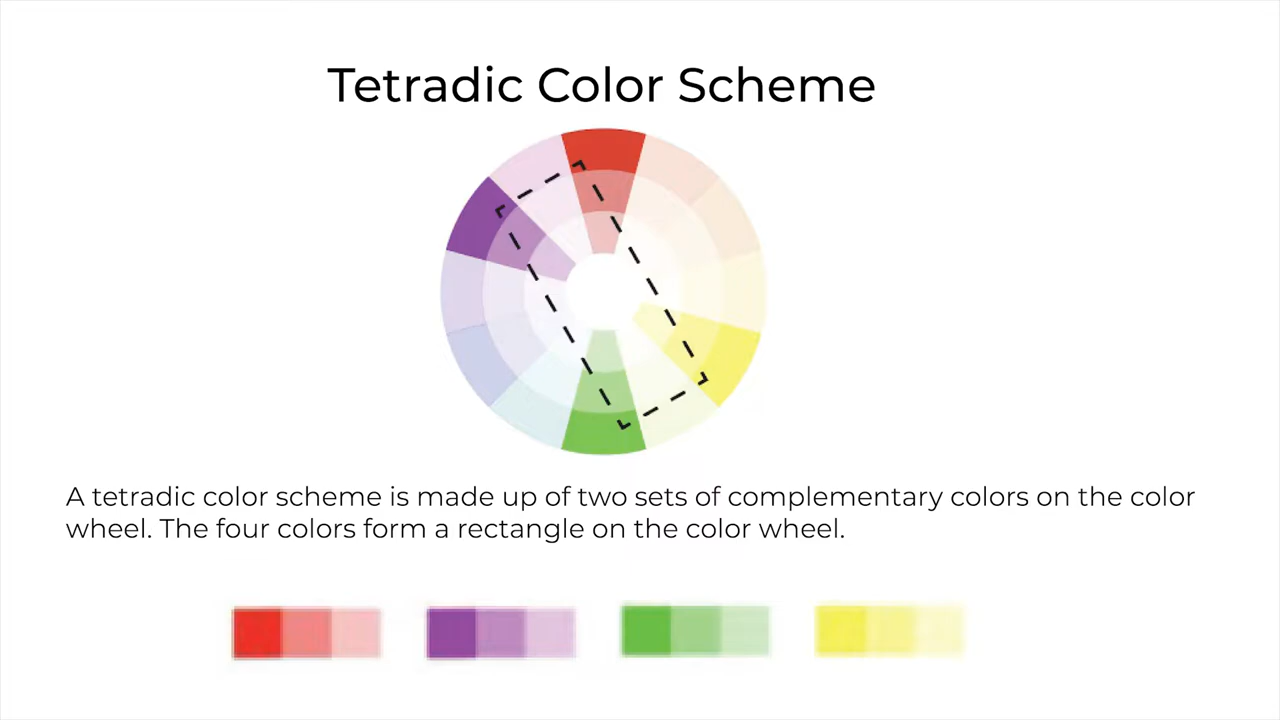 Tetradic Color Scheme
A tetradic color scheme is made up of two sets of complementary colors on the color
wheel. The four colors form a rectangle on the color wheel.